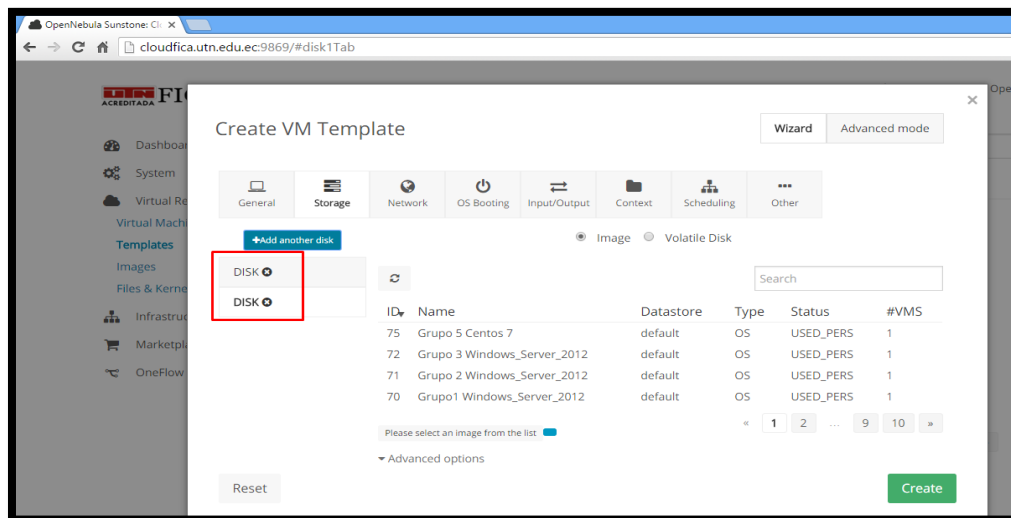 OpenNebula Sunstone: Cl
cloudfica.utn.edu.ec:9869/#disk1Tab
UTN FI
ACREDITADA
Ope
Create VM Template
Wizard Advanced mode
Dashboar
System
Virtual Re
Virtual Machi
Templates
Images
Files & Kerne
Infrastruc
Marketpla
OneFlow
General Storage Network OS Booting Input/Output Context Scheduling Other
+Add another disk
Image Volatile Disk
DISK
DISK
Search
ID Name Datastore Type Status #VMS
75 Grupo 5 Centos 7 default OS USED_PERS 1
72 Grupo 3 Windows_Server_2012 default OS USED_PERS 1
71 Grupo 2 Windows_Server_2012 default OS USED_PERS 1
70 Grupo1 Windows_Server_2012 default OS USED_PERS 1
« 1 2 ... 9 10 »
Please select an image from the list
Advanced options
Reset
Create